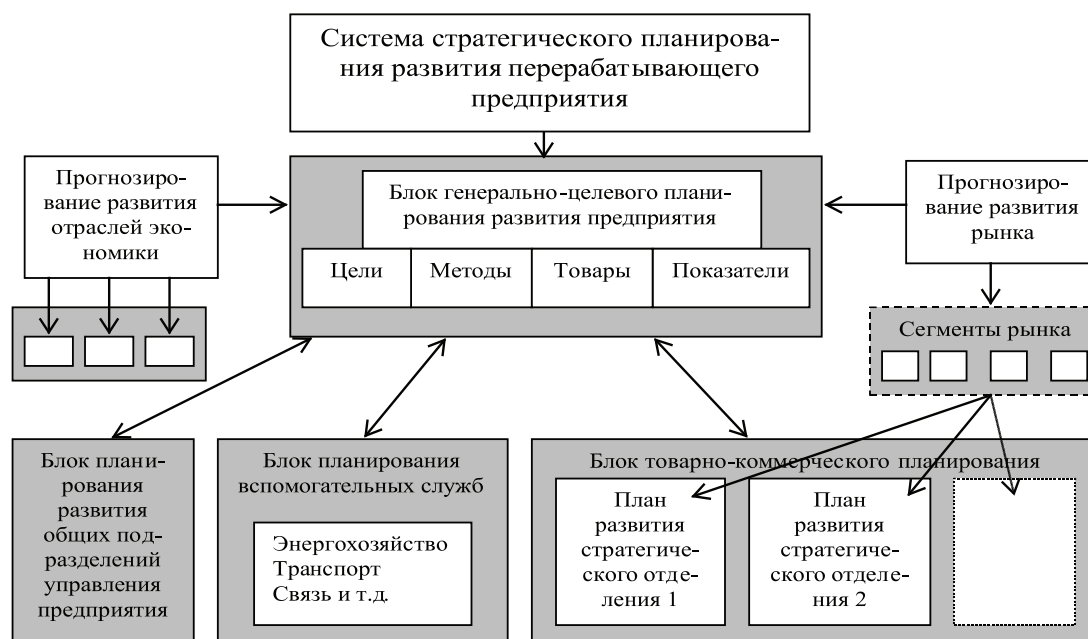 Система стратегического планирова-
ния развития перерабатывающего
предприятия
Прогнозиро-
вание развития
отраслей эко-
номики
Блок генерально-целевого плани-
рования развития предприятия
Цели
Методы
Товары
Показатели
Прогнозиро-
вание развития
рынка
Сегменты рынка
Блок плани-
рования
развития
общих под-
разделений
управления
предприятия
Блок планирования
вспомогательных служб
Энергохозяйство
Транспорт
Связь и т.д.
Блок товарно-коммерческого планирования
План
развития
стратегиче-
ского отде-
ления 1
План
развития
стратегиче-
ского отделе-
ния 2